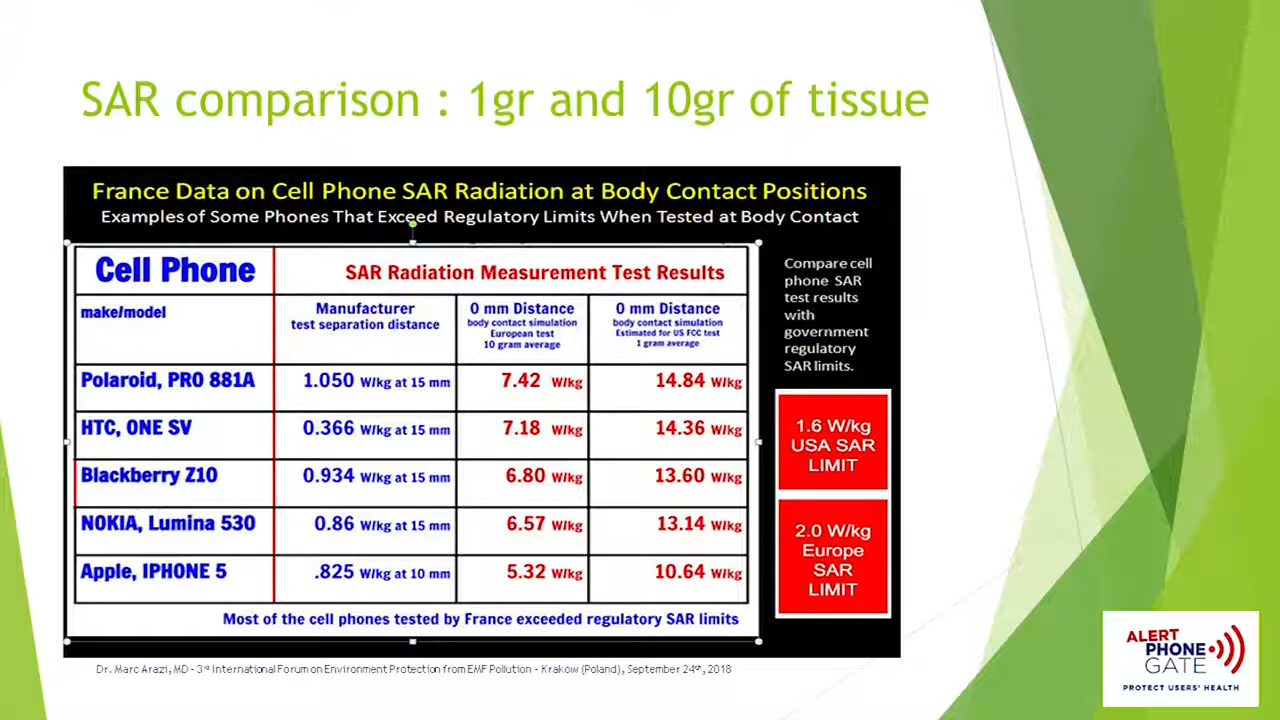 SAR comparison : 1gr and 10gr of tissue
France Data on Cell Phone SAR Radiation at Body Contact Positions
Examples of Some Phones That Exceed Regulatory Limits When Tested at Body Contact
Cell Phone
SAR Radiation Measurement Test Results
make/model
Manufacturer
test separation distance
0 mm Distance
body contact simulation
European test
10 gram average
0 mm Distance
body contact simulation
Estimated for US FCC test
1 gram average
Polaroid, PRO 881A 1.050 W/kg at 15 mm 7.42 W/kg 14.84 W/kg
HTC, ONE SV 0.366 W/kg at 15 mm 7.18 W/kg 14.36 W/kg
Blackberry Z10 0.934 W/kg at 15 mm 6.80 W/kg 13.60 W/kg
NOKIA, Lumina 530 0.86 W/kg at 15 mm 6.57 W/kg 13.14 W/kg
Apple, IPHONE 5 .825 W/kg at 10 mm 5.32 W/kg 10.64 W/kg
Most of the cell phones tested by France exceeded regulatory SAR limits
Compare cell
phone SAR
test results
with
government
regulatory
SAR limits.
1.6 W/kg
USA SAR
LIMIT
2.0 W/kg
Europe
SAR
LIMIT
Dr. Marc Arazi, MD - 3rd International Forum on Environment Protection from EMF Pollution - Krakow (Poland), September 24th, 2018
ALERT
PHONE
GATE
PROTECT USERS' HEALTH